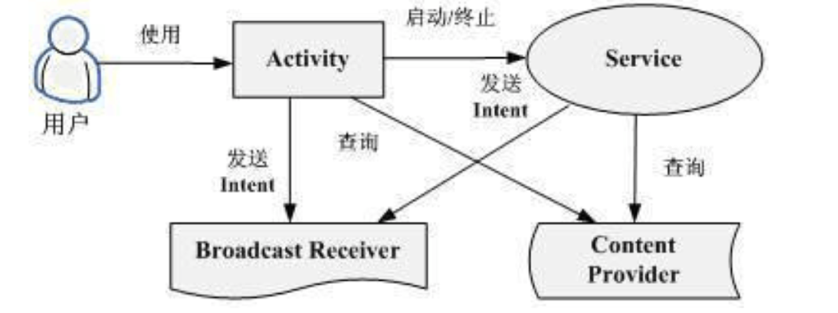 使用
启动/终止
Activity
Service
用户
发送
Intent
查询
发送
Intent
查询
Broadcast Receiver
Content
Provider